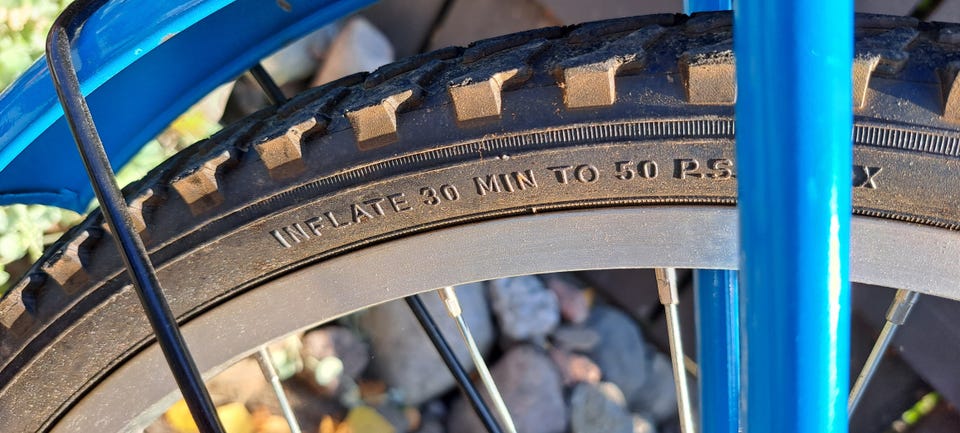 INFLATE 30 MIN TO 50 P.S.